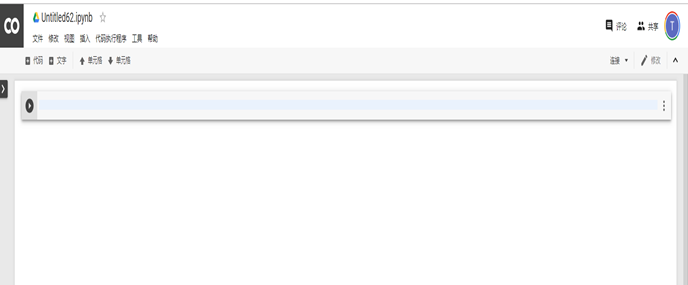 CO Untitled62.ipynb
文件 修改 视图 插入 代码执行程序 工具 帮助
评论 共享 T
代码 文字 单元格 单元格 连接 修改